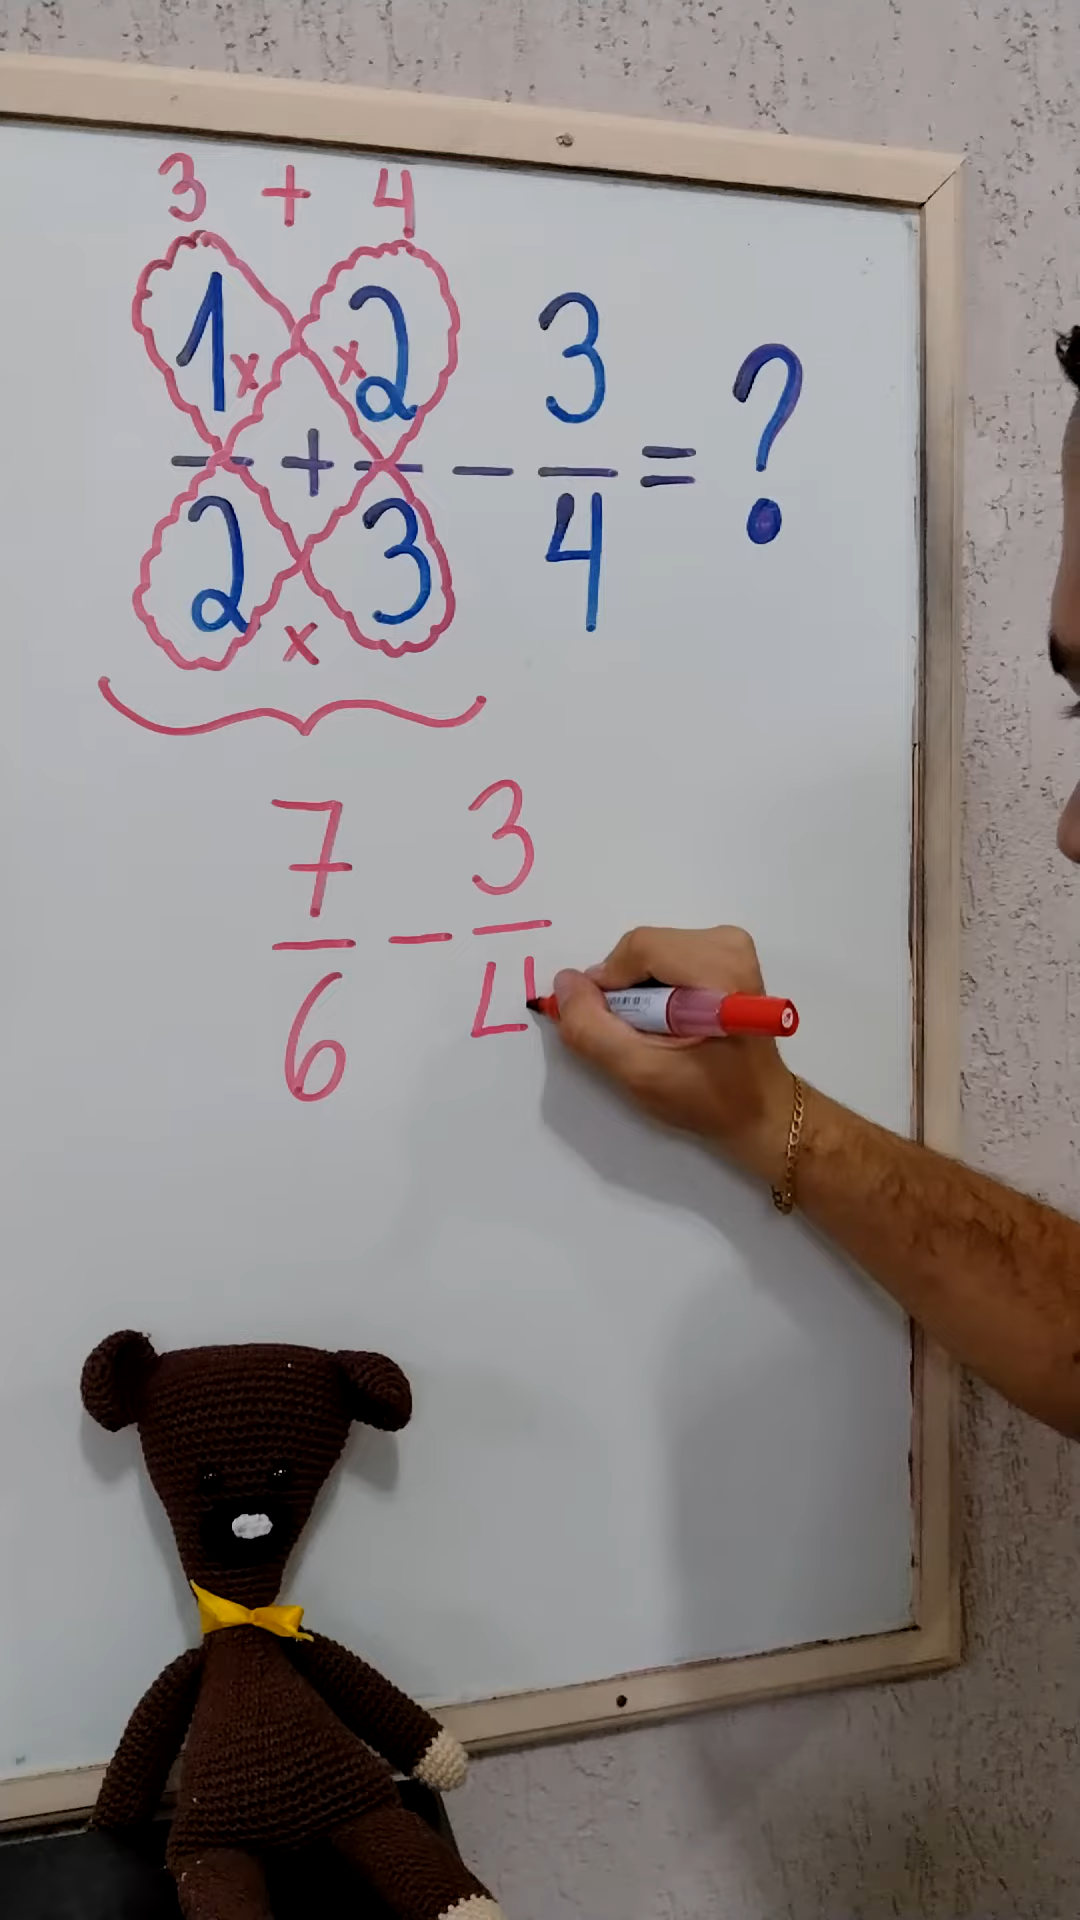 3 + 4
1 x x 2 3
— + — - — = ?
2 x 3 4
7 3
— - —
6 4